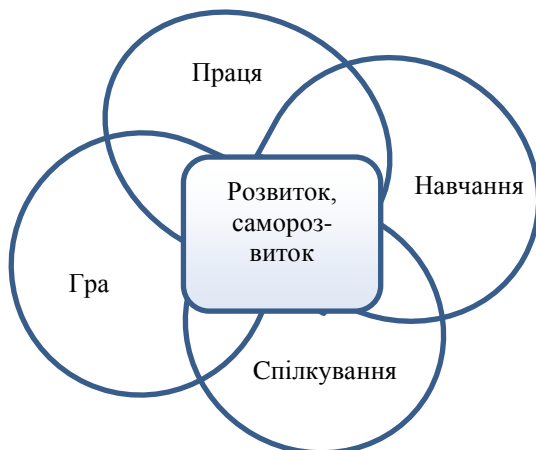 Праця
Навчання
Розвиток,
самороз-
виток
Гра
Спілкування